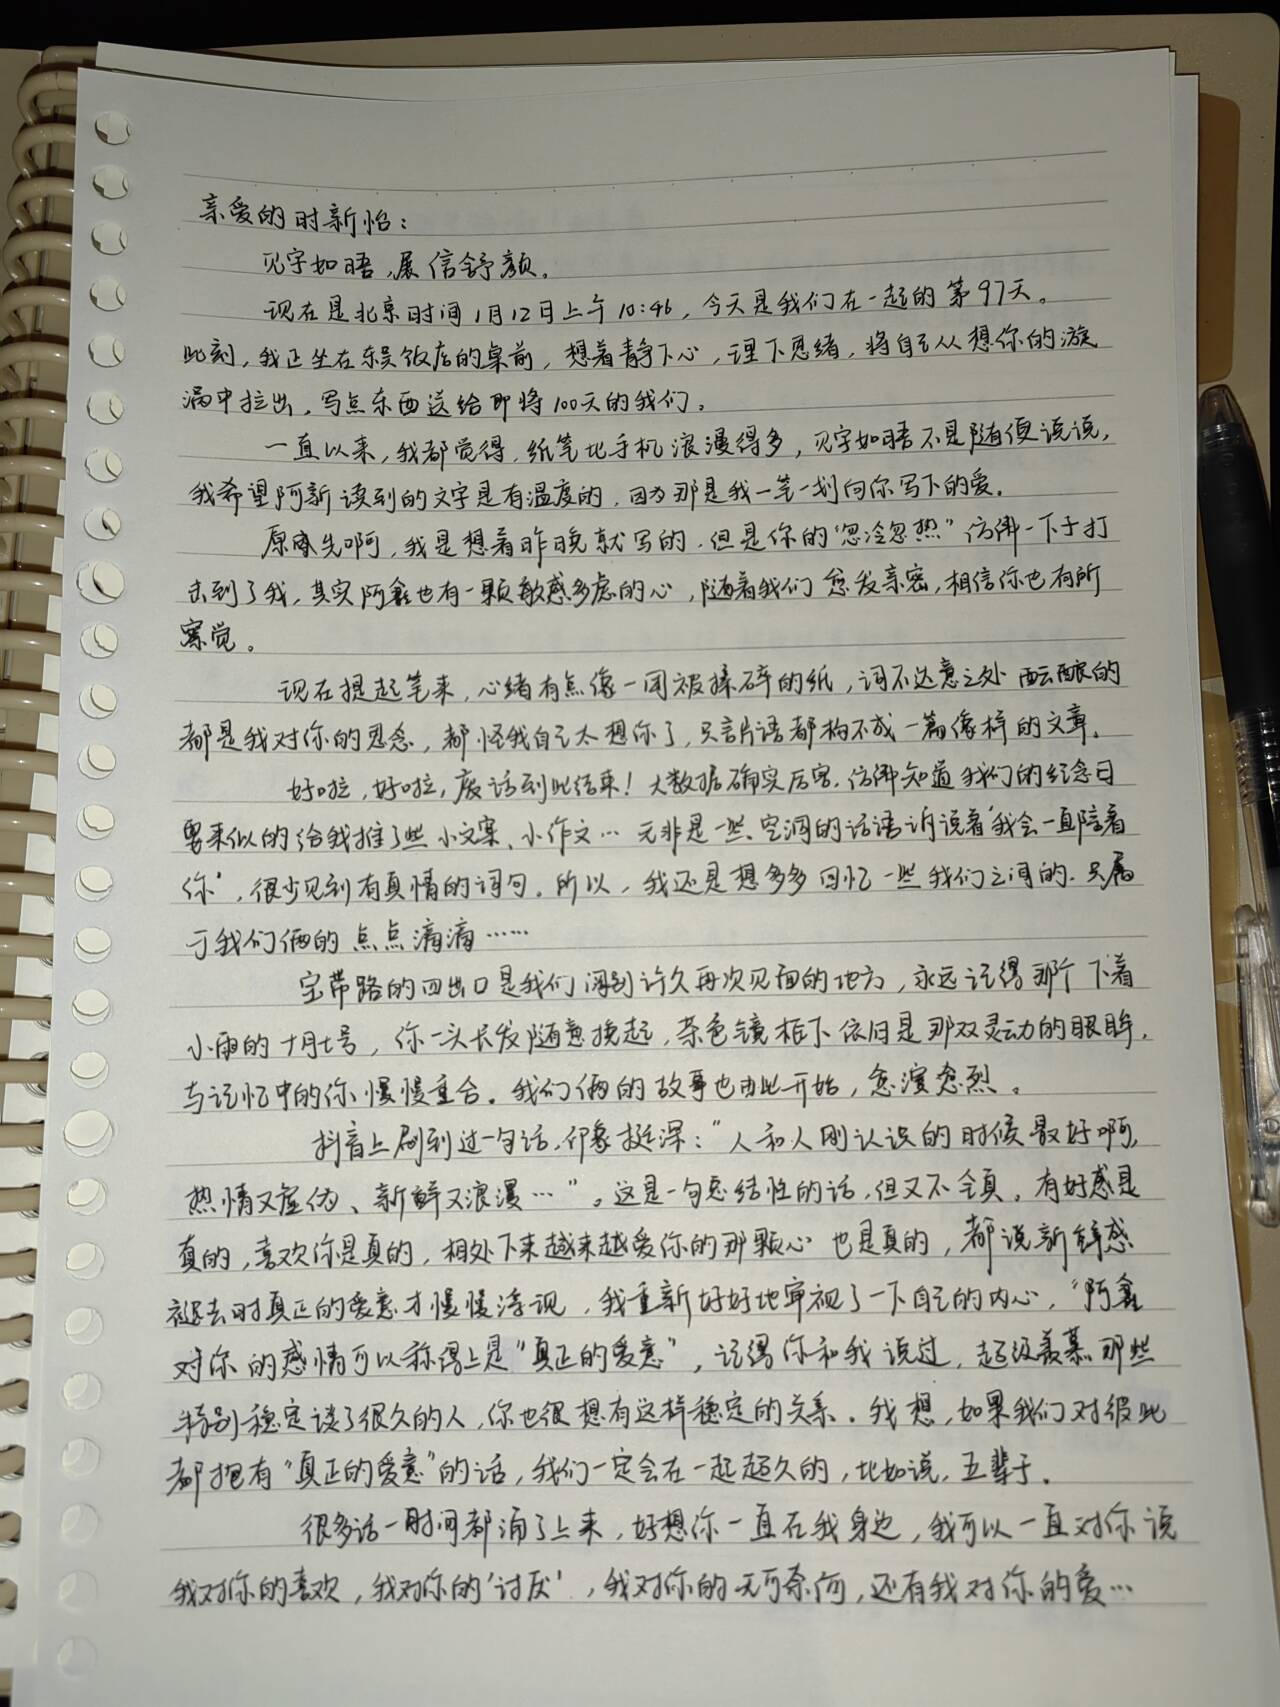 亲爱的时新怡：
见字如晤，展信舒颜。
现在是北京时间1月12日上午10:46，今天是我们在一起的第97天。
此刻，我正坐在东吴饭店的桌前，想着静下心，理下思绪，将自己从想你的漩
涡中拉出，写点东西送给即将100天的我们。
一直以来，我都觉得，纸笔比手机浪漫得多，见字如晤不是随便说说，
我希望阿新读到的文字是有温度的，因为那是我一笔一划向你写下的爱。
原本先啊，我是想着昨晚就写的，但是你的“忽冷忽热”仿佛一下子打
击到了我，其实阿鑫也有一颗敏感多虑的心，随着我们愈发亲密，相信你也有所
察觉。
现在提起笔来，心绪有点像一团被揉碎的纸，词不达意之处酝酿的
都是我对你的思念，都怪我自己太想你了，只言片语都构不成一篇像样的文章。
好啦，好啦，废话到此结束！大数据确实厉害，仿佛知道我们的纪念日
要来似的给我推了些小文案、小作文… 无非是一些空洞的话语诉说着‘我会一直陪着
你’，很少见到有真情的词句。所以，我还是想多多回忆一些我们之间的、只属
于我们俩的点点滴滴……
宝带路的四出口是我们阔别许久再次见面的地方，永远记得那个下着
小雨的十月七号，你一头长发随意挽起，茶色镜框下依旧是那双灵动的眼眸，
与记忆中的你慢慢重合。我们俩的故事也由此开始，愈演愈烈。
抖音上刷到过一句话，印象挺深：“人和人刚认识的时候最好啊，
热情又虚伪、新鲜又浪漫…”。这是一句总结性的话，但又不全真，有好感是
真的，喜欢你是真的，相处下来越来越爱你的那颗心也是真的，都说新鲜感
褪去时真正的爱意才慢慢浮现，我重新好好地审视了一下自己的内心，“阿鑫
对你的感情可以称得上是“真正的爱意”，记得你和我说过，超级羡慕那些
特别稳定谈了很久的人，你也很想有这样稳定的关系。我想，如果我们对彼此
都抱有“真正的爱意”的话，我们一定会在一起超久的，比如说，五辈子。
很多话一时间都涌了上来，好想你一直在我身边，我可以一直对你说
我对你的喜欢，我对你的‘讨厌’，我对你的无可奈何，还有我对你的爱…